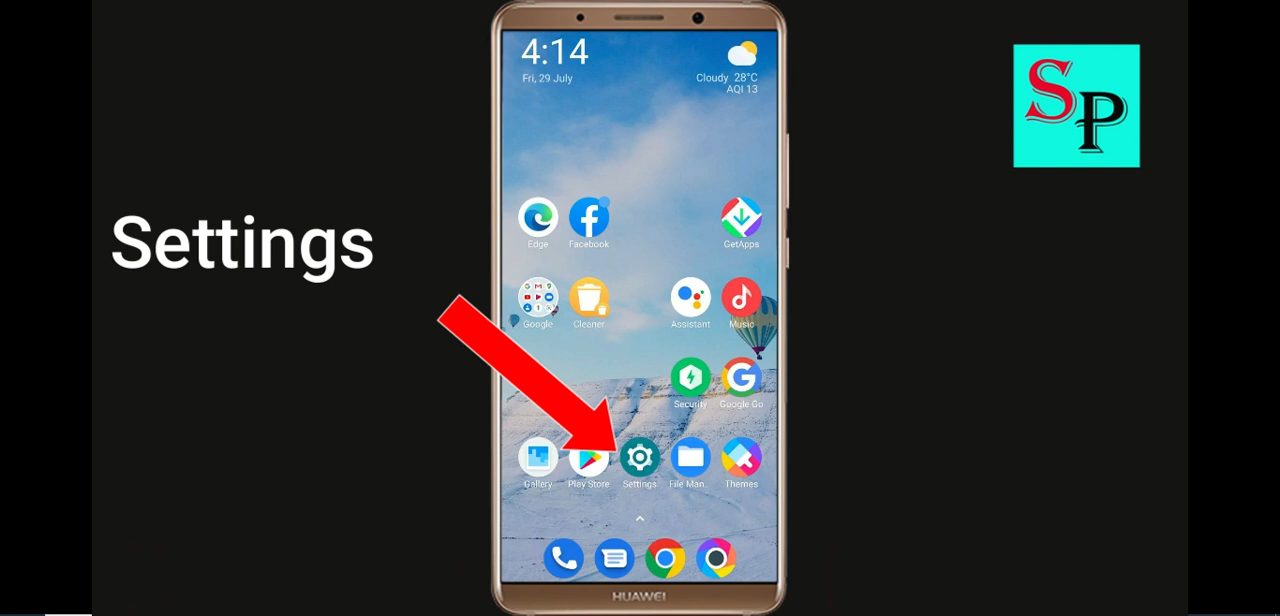 4:14
Fri, 29 July
Cloudy 28°C
AQI 13
SP
Settings
Edge
Facebook
GetApps
Google
Cleaner
Assistant
Music
Security
Google Go
Gallery
Play Store
Settings
File Man..
Themes
HUAWEI